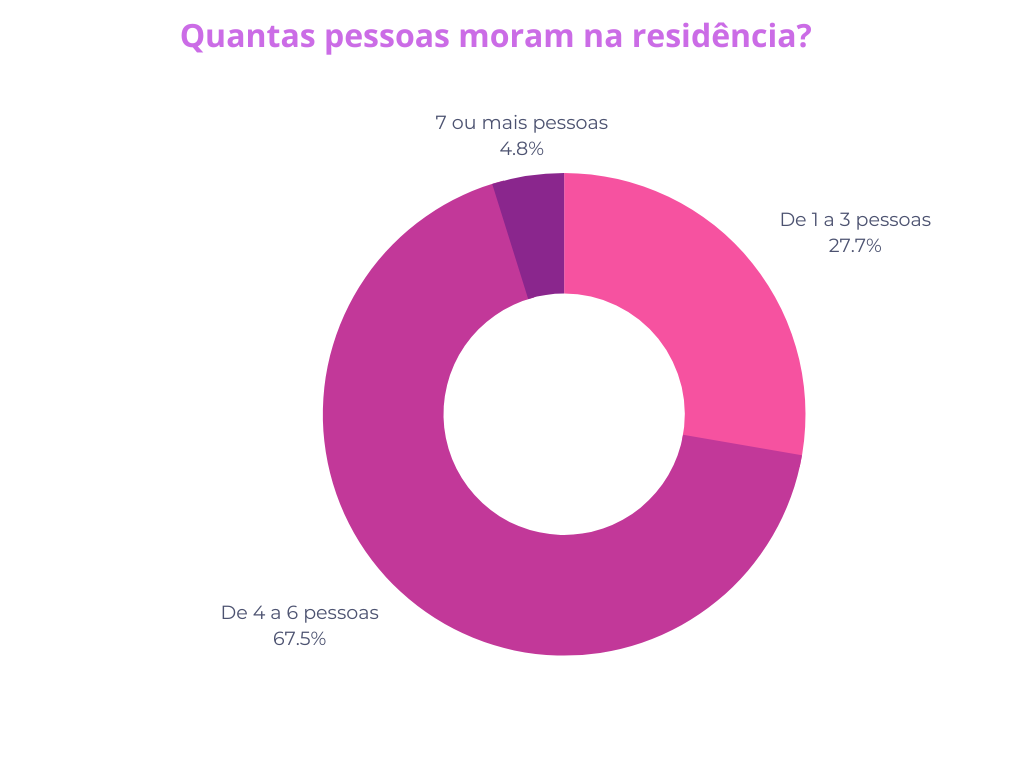 Quantas pessoas moram na residência?
7 ou mais pessoas
4.8%
De 1 a 3 pessoas
27.7%
De 4 a 6 pessoas
67.5%